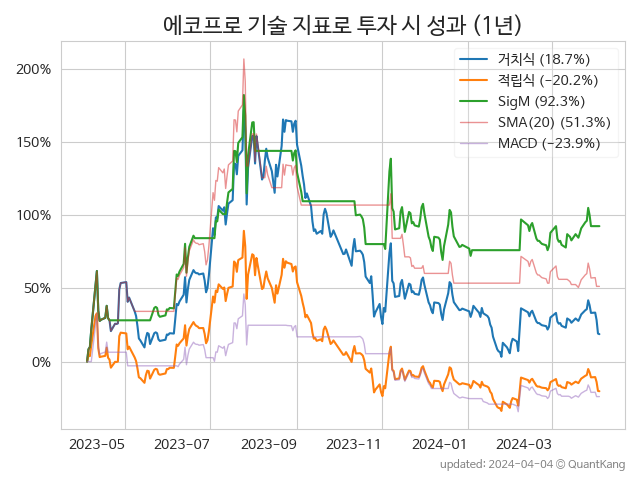 에코프로 기술 지표로 투자 시 성과 (1년)
거치식 (18.7%)
적립식 (−20.2%)
SigM (92.3%)
SMA(20) (51.3%)
MACD (−23.9%)
200%
150%
100%
50%
0%
2023-05 2023-07 2023-09 2023-11 2024-01 2024-03
updated: 2024-04-04 © QuantKang